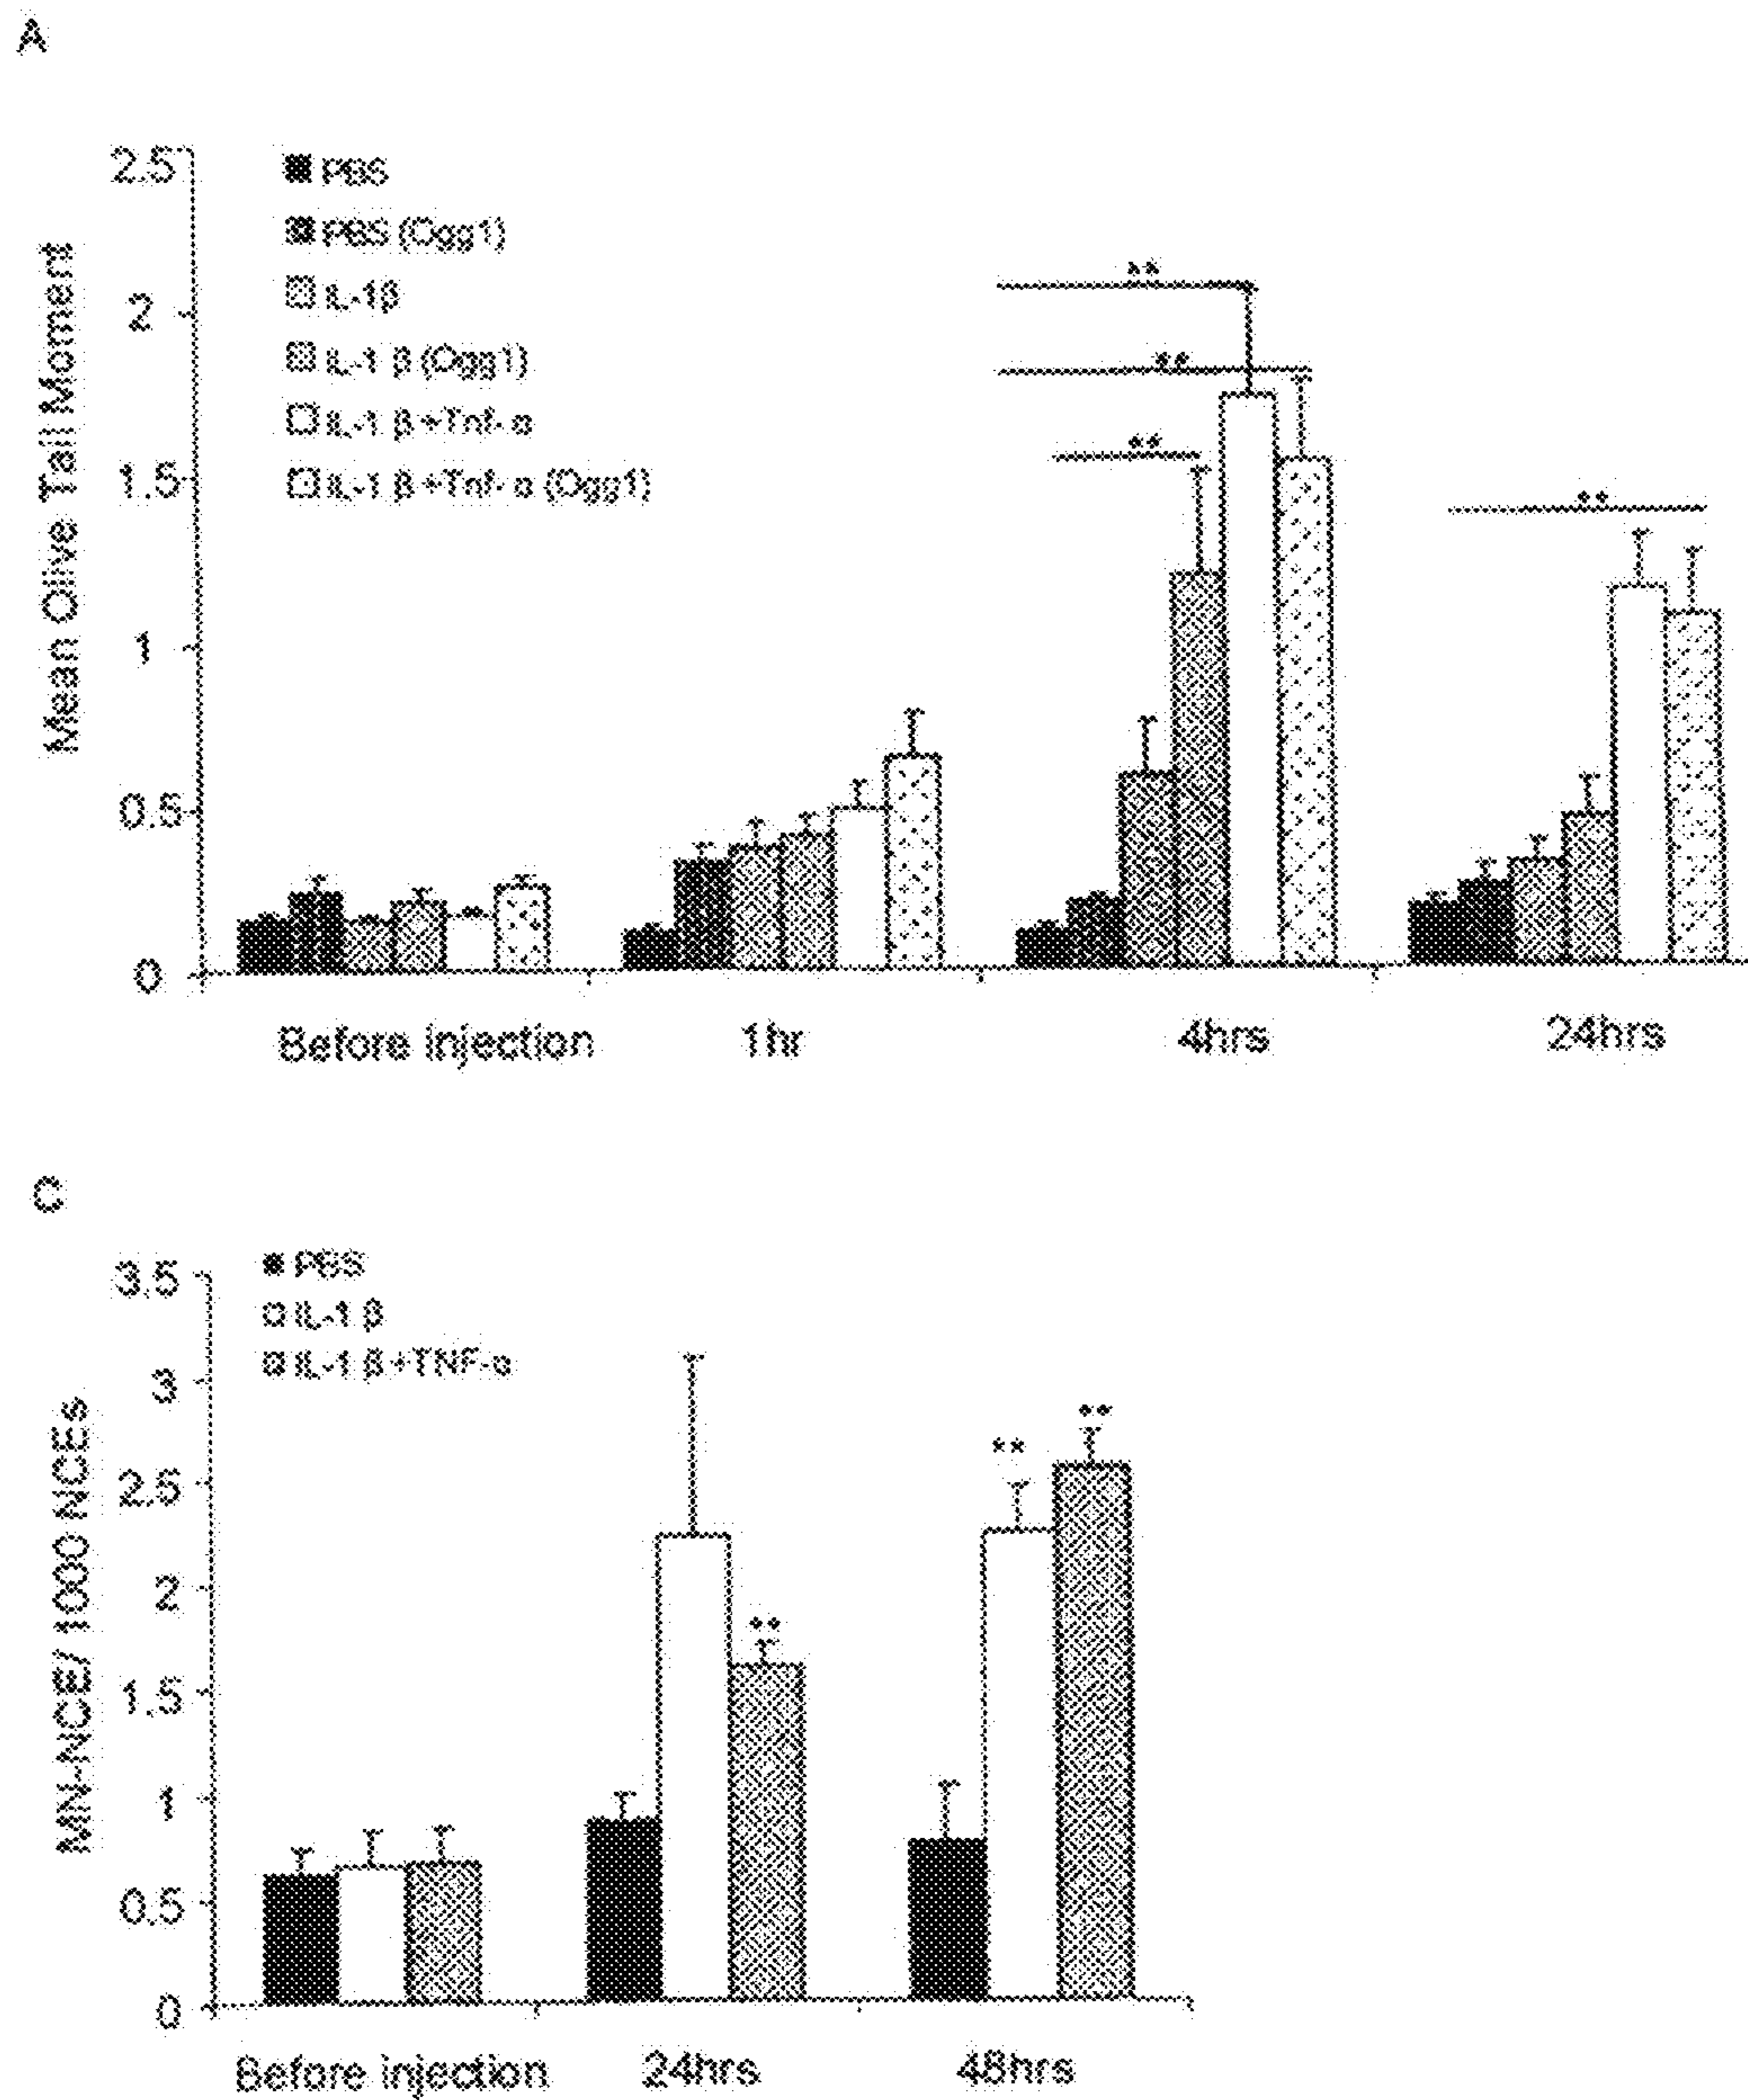 A
2.5
2
1.5
1
0.5
0
Mean Olive Tail Moment
PBS
PBS (Ogg1)
IL-1β
IL-1 β (Ogg1)
IL-1 β+Tnf- α
IL-1 β+Tnf- α (Ogg1)
**
**
**
**
Before injection 1hr 4hrs 24hrs
C
3.5
3
2.5
2
1.5
1
0.5
0
MN-NCE/ 1000 NCEs
PBS
IL-1 β
IL-1 β+TNF-α
**
**
**
Before injection 24hrs 48hrs